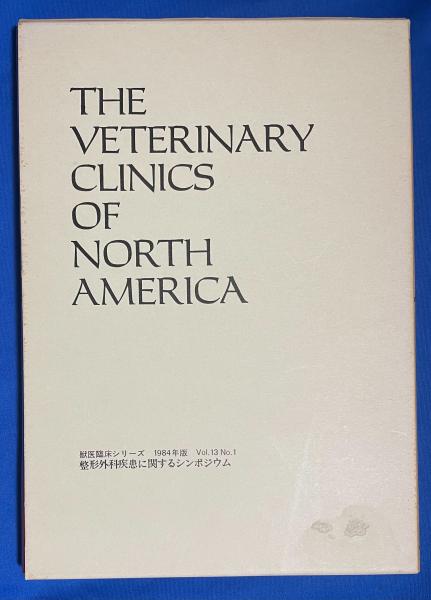 THE
VETERINARY
CLINICS
OF
NORTH
AMERICA
獣医臨床シリーズ 1984年版 Vol.13 No.1
整形外科疾患に関するシンポジウム